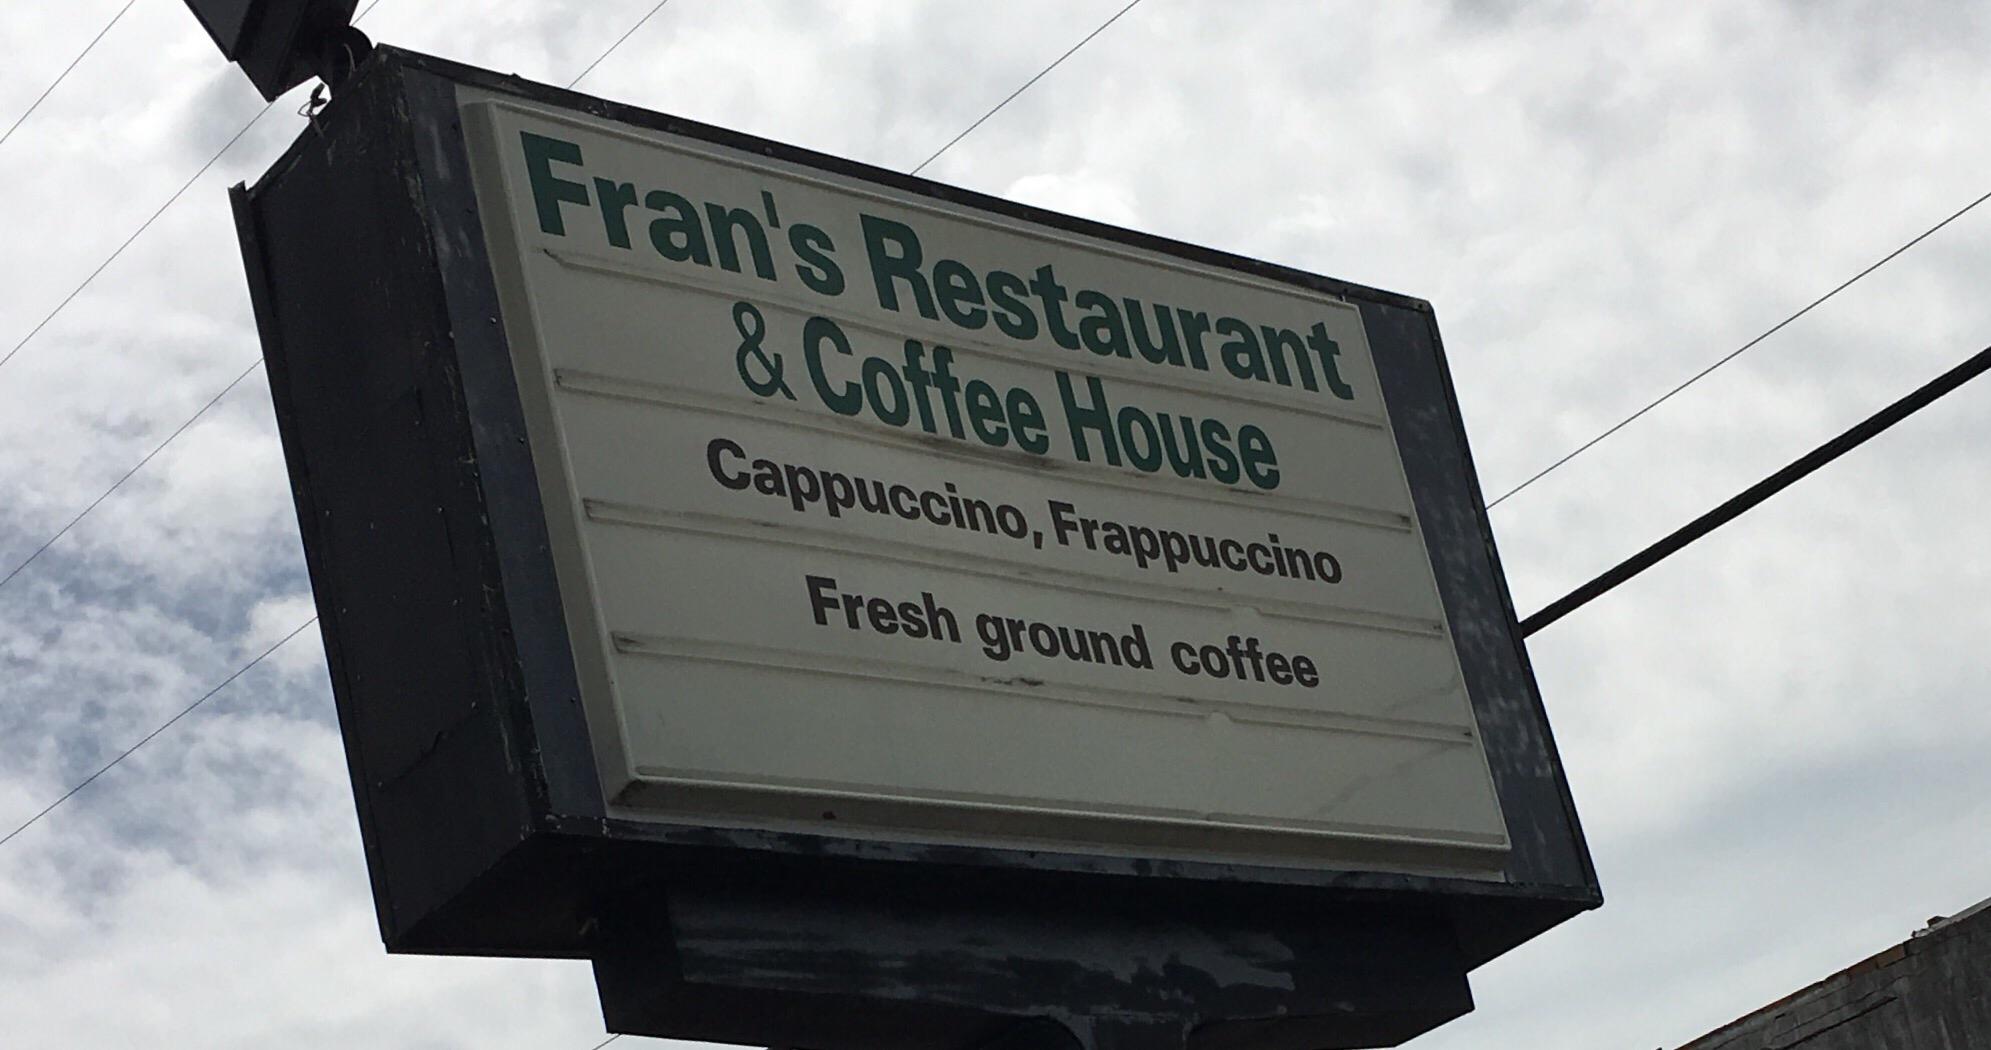 Fran's Restaurant
& Coffee House
Cappuccino, Frappuccino
Fresh ground coffee